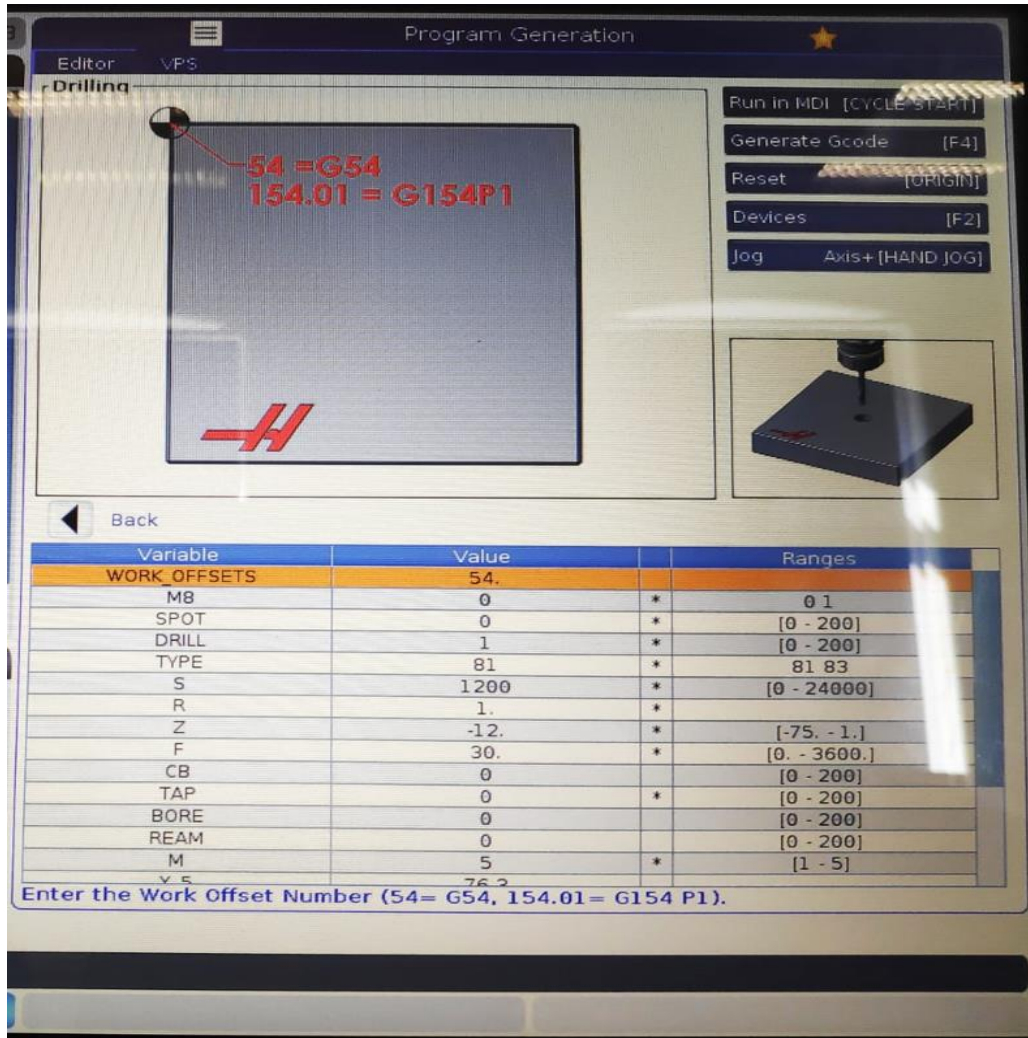 Program Generation
Editor VPS
Drilling
54 =G54
154.01 = G154P1
Run in MDI [CYCLE START]
Generate Gcode [F4]
Reset [ORIGIN]
Devices [F2]
Jog Axis+[HAND JOG]
Back
Variable Value Ranges
WORK_OFFSETS 54.
M8 0 * 0 1
SPOT 0 * [0 - 200]
DRILL 1 * [0 - 200]
TYPE 81 * 81 83
S 1200 * [0 - 24000]
R 1. *
Z -12. * [-75. - 1.]
F 30. * [0. - 3600.]
CB 0 [0 - 200]
TAP 0 * [0 - 200]
BORE 0 [0 - 200]
REAM 0 [0 - 200]
M 5 * [1 - 5]
Enter the Work Offset Number (54= G54, 154.01= G154 P1).